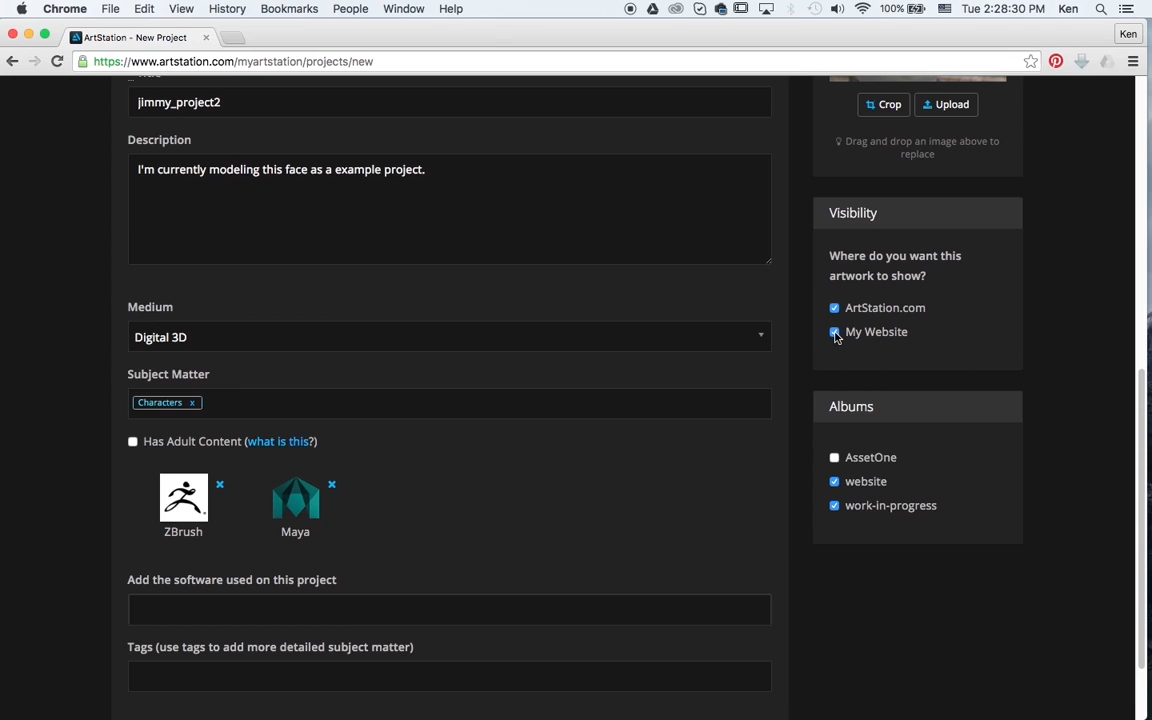 Chrome File Edit View History Bookmarks People Window Help 100% Tue 2:28:30 PM Ken
ArtStation - New Project × Ken
https://www.artstation.com/myartstation/projects/new
jimmy_project2
Description
I'm currently modeling this face as a example project.
Medium
Digital 3D
Subject Matter
Characters x
Has Adult Content (what is this?)
ZBrush
Maya
Add the software used on this project
Tags (use tags to add more detailed subject matter)
Crop Upload
Drag and drop an image above to
replace
Visibility
Where do you want this
artwork to show?
ArtStation.com
My Website
Albums
AssetOne
website
work-in-progress